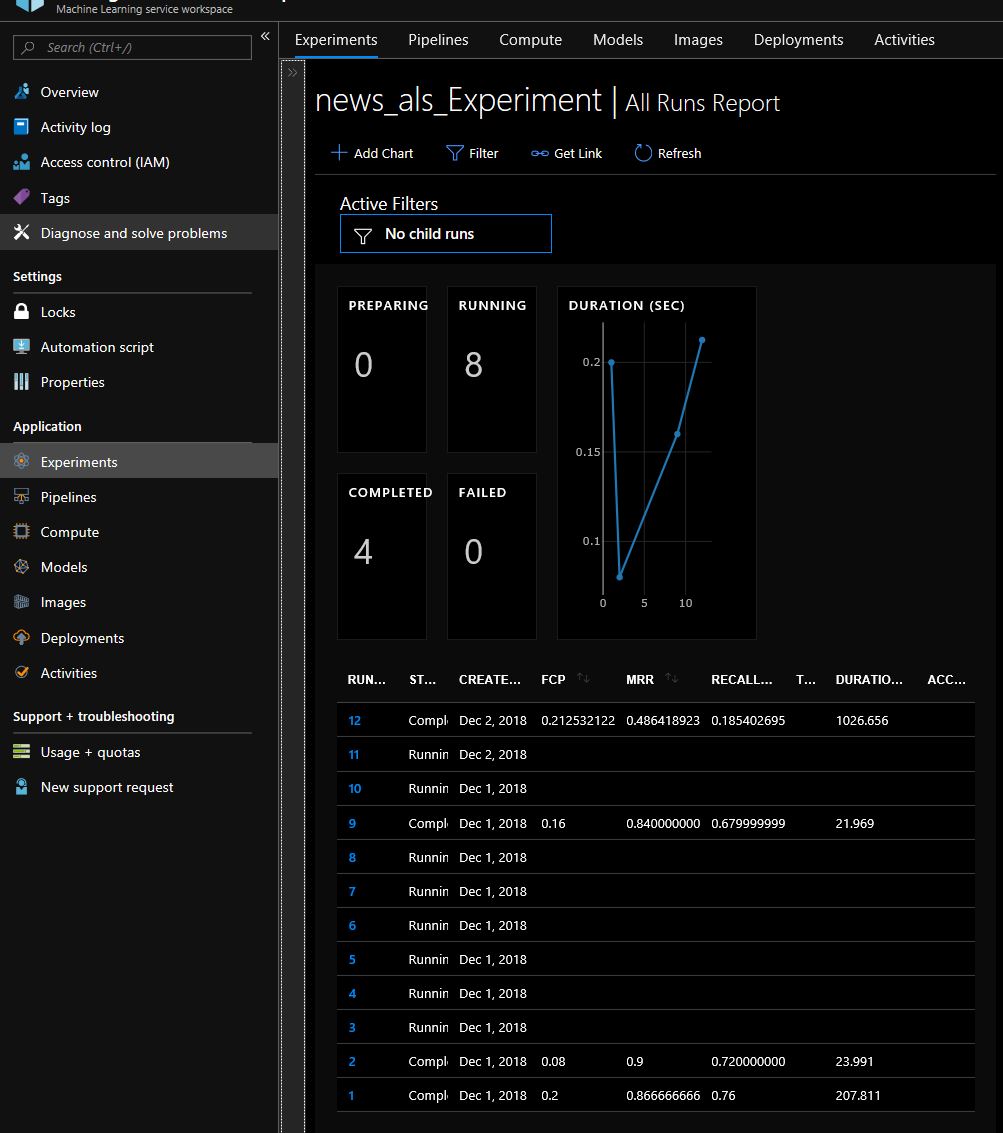 Machine Learning service workspace
Search (Ctrl+/)
«
Overview
Activity log
Access control (IAM)
Tags
Diagnose and solve problems
Settings
Locks
Automation script
Properties
Application
Experiments
Pipelines
Compute
Models
Images
Deployments
Activities
Support + troubleshooting
Usage + quotas
New support request
Experiments Pipelines Compute Models Images Deployments Activities
»
news_als_Experiment | All Runs Report
Add Chart Filter Get Link Refresh
Active Filters
No child runs
PREPARING
0
RUNNING
8
COMPLETED
4
FAILED
0
DURATION (SEC)
0.2
0.15
0.1
0 5 10
RUN... ST... CREATE... FCP MRR RECALL... T... DURATIO... ACC...
12 Compl Dec 2, 2018 0.212532122 0.486418923 0.185402695 1026.656
11 Runnin Dec 2, 2018
10 Runnin Dec 1, 2018
9 Compl Dec 1, 2018 0.16 0.840000000 0.679999999 21.969
8 Runnin Dec 1, 2018
7 Runnin Dec 1, 2018
6 Runnin Dec 1, 2018
5 Runnin Dec 1, 2018
4 Runnin Dec 1, 2018
3 Runnin Dec 1, 2018
2 Compl Dec 1, 2018 0.08 0.9 0.720000000 23.991
1 Compl Dec 1, 2018 0.2 0.866666666 0.76 207.811